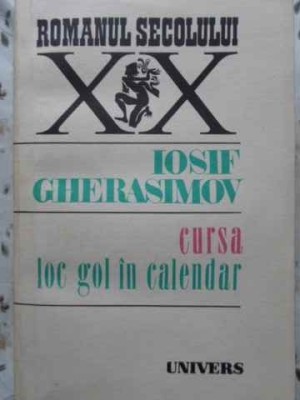 ROMANUL SECOLULUI
XX
IOSIF
GHERASIMOV
cursa
loc gol în calendar
UNIVERS